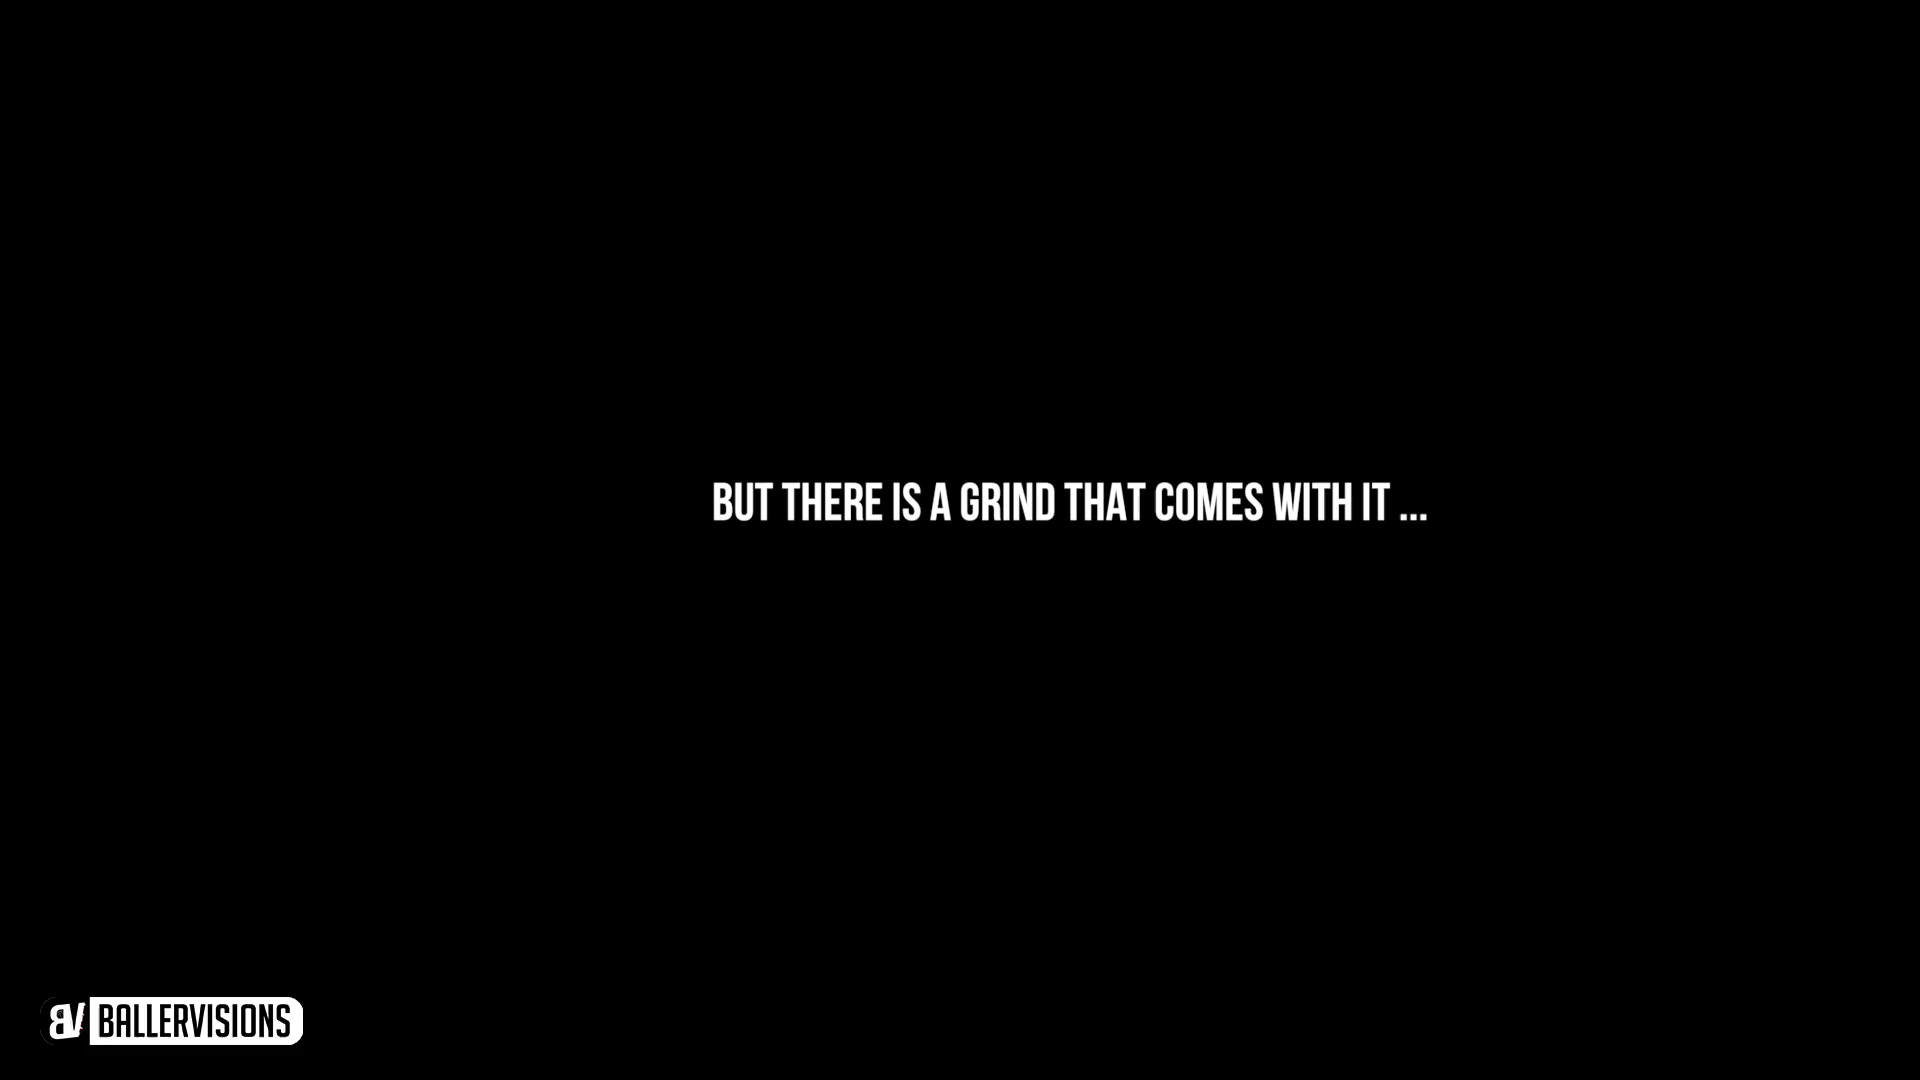 BUT THERE IS A GRIND THAT COMES WITH IT ...
BV BALLERVISIONS